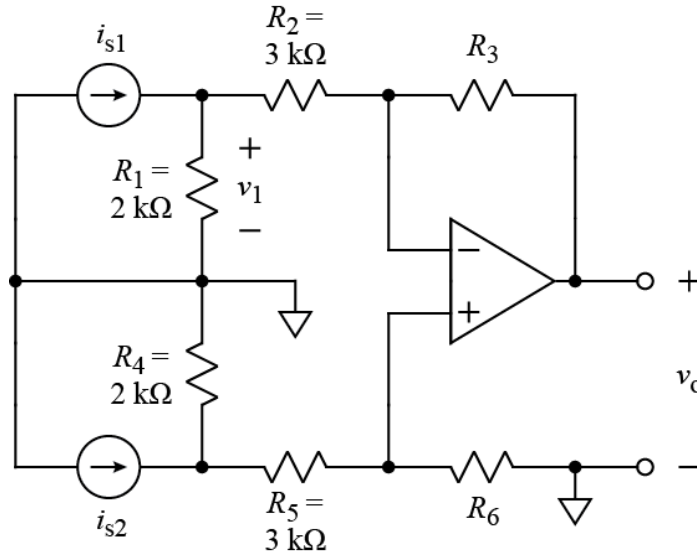 i_s1
R_2 =
3 kΩ
R_3
R_1 =
2 kΩ
+
v_1
−
−
+
+
R_4 =
2 kΩ
v_o
−
i_s2
R_5 =
3 kΩ
R_6